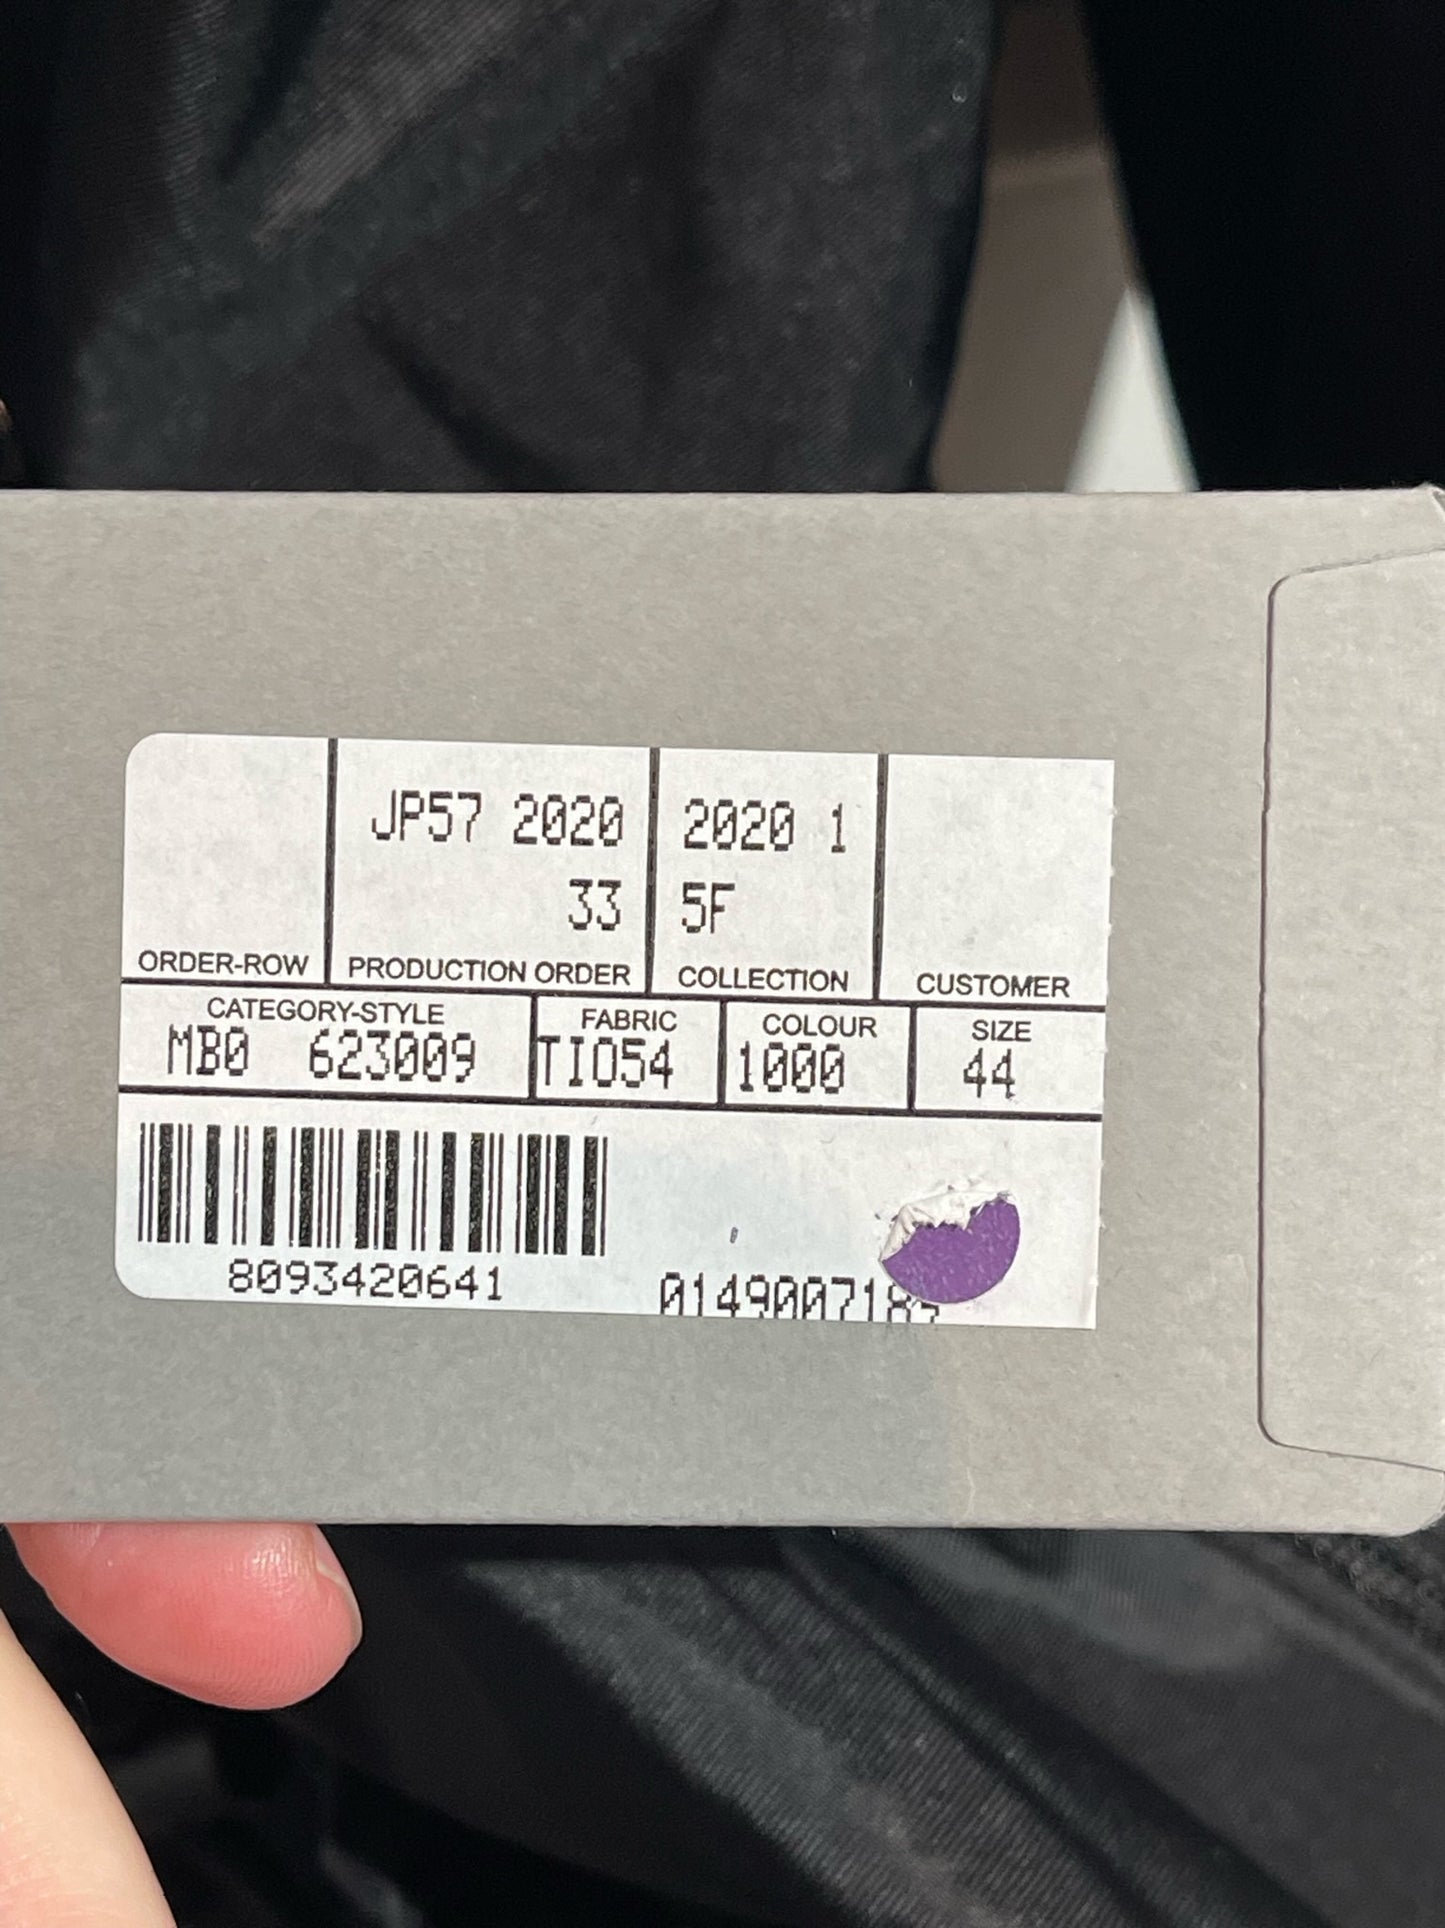 JP57 2020
33
2020 1
5F
ORDER-ROW
PRODUCTION ORDER
COLLECTION
CUSTOMER
CATEGORY-STYLE
MB0 623009
FABRIC
TIO54
COLOUR
1000
SIZE
44
8093420641